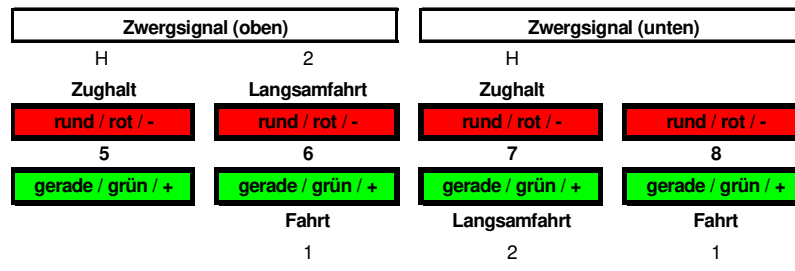 Zwergsignal (oben) Zwergsignal (unten)
H 2 H
Zughalt Langsamfahrt Zughalt
rund / rot / - rund / rot / - rund / rot / - rund / rot / -
5 6 7 8
gerade / grün / + gerade / grün / + gerade / grün / + gerade / grün / +
Fahrt Langsamfahrt Fahrt
1 2 1